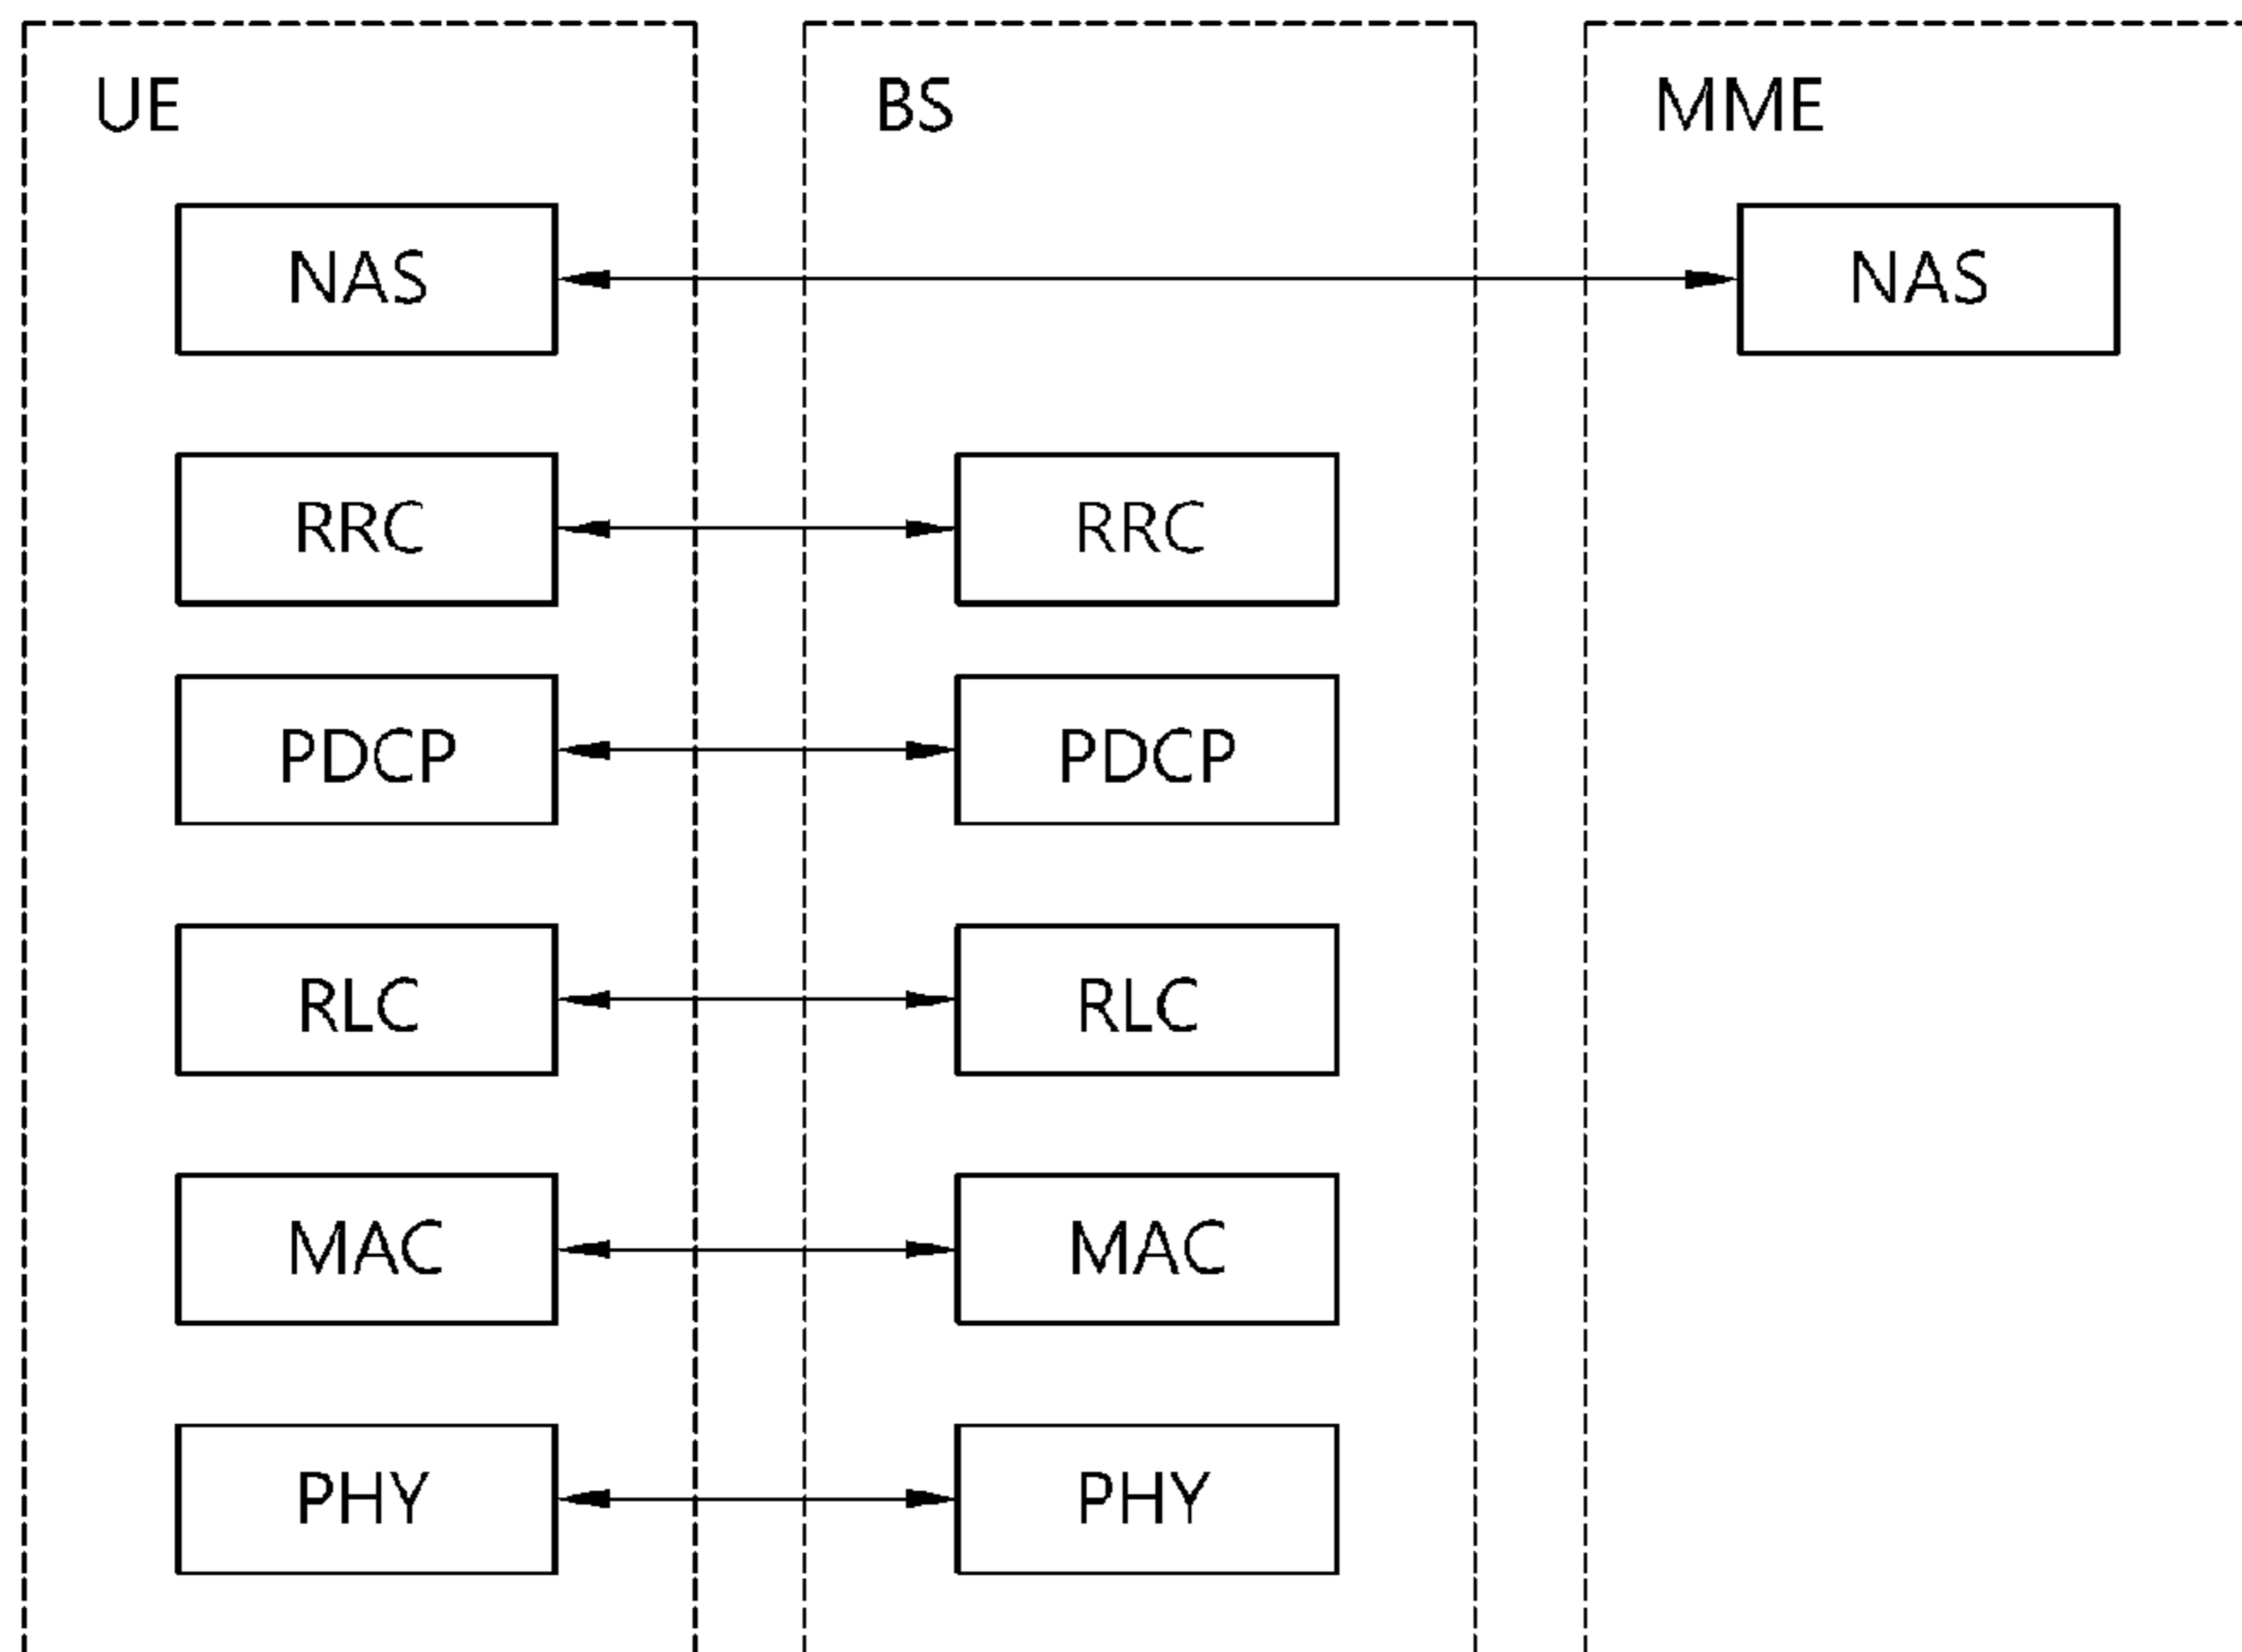 UE BS MME
NAS NAS
RRC RRC
PDCP PDCP
RLC RLC
MAC MAC
PHY PHY